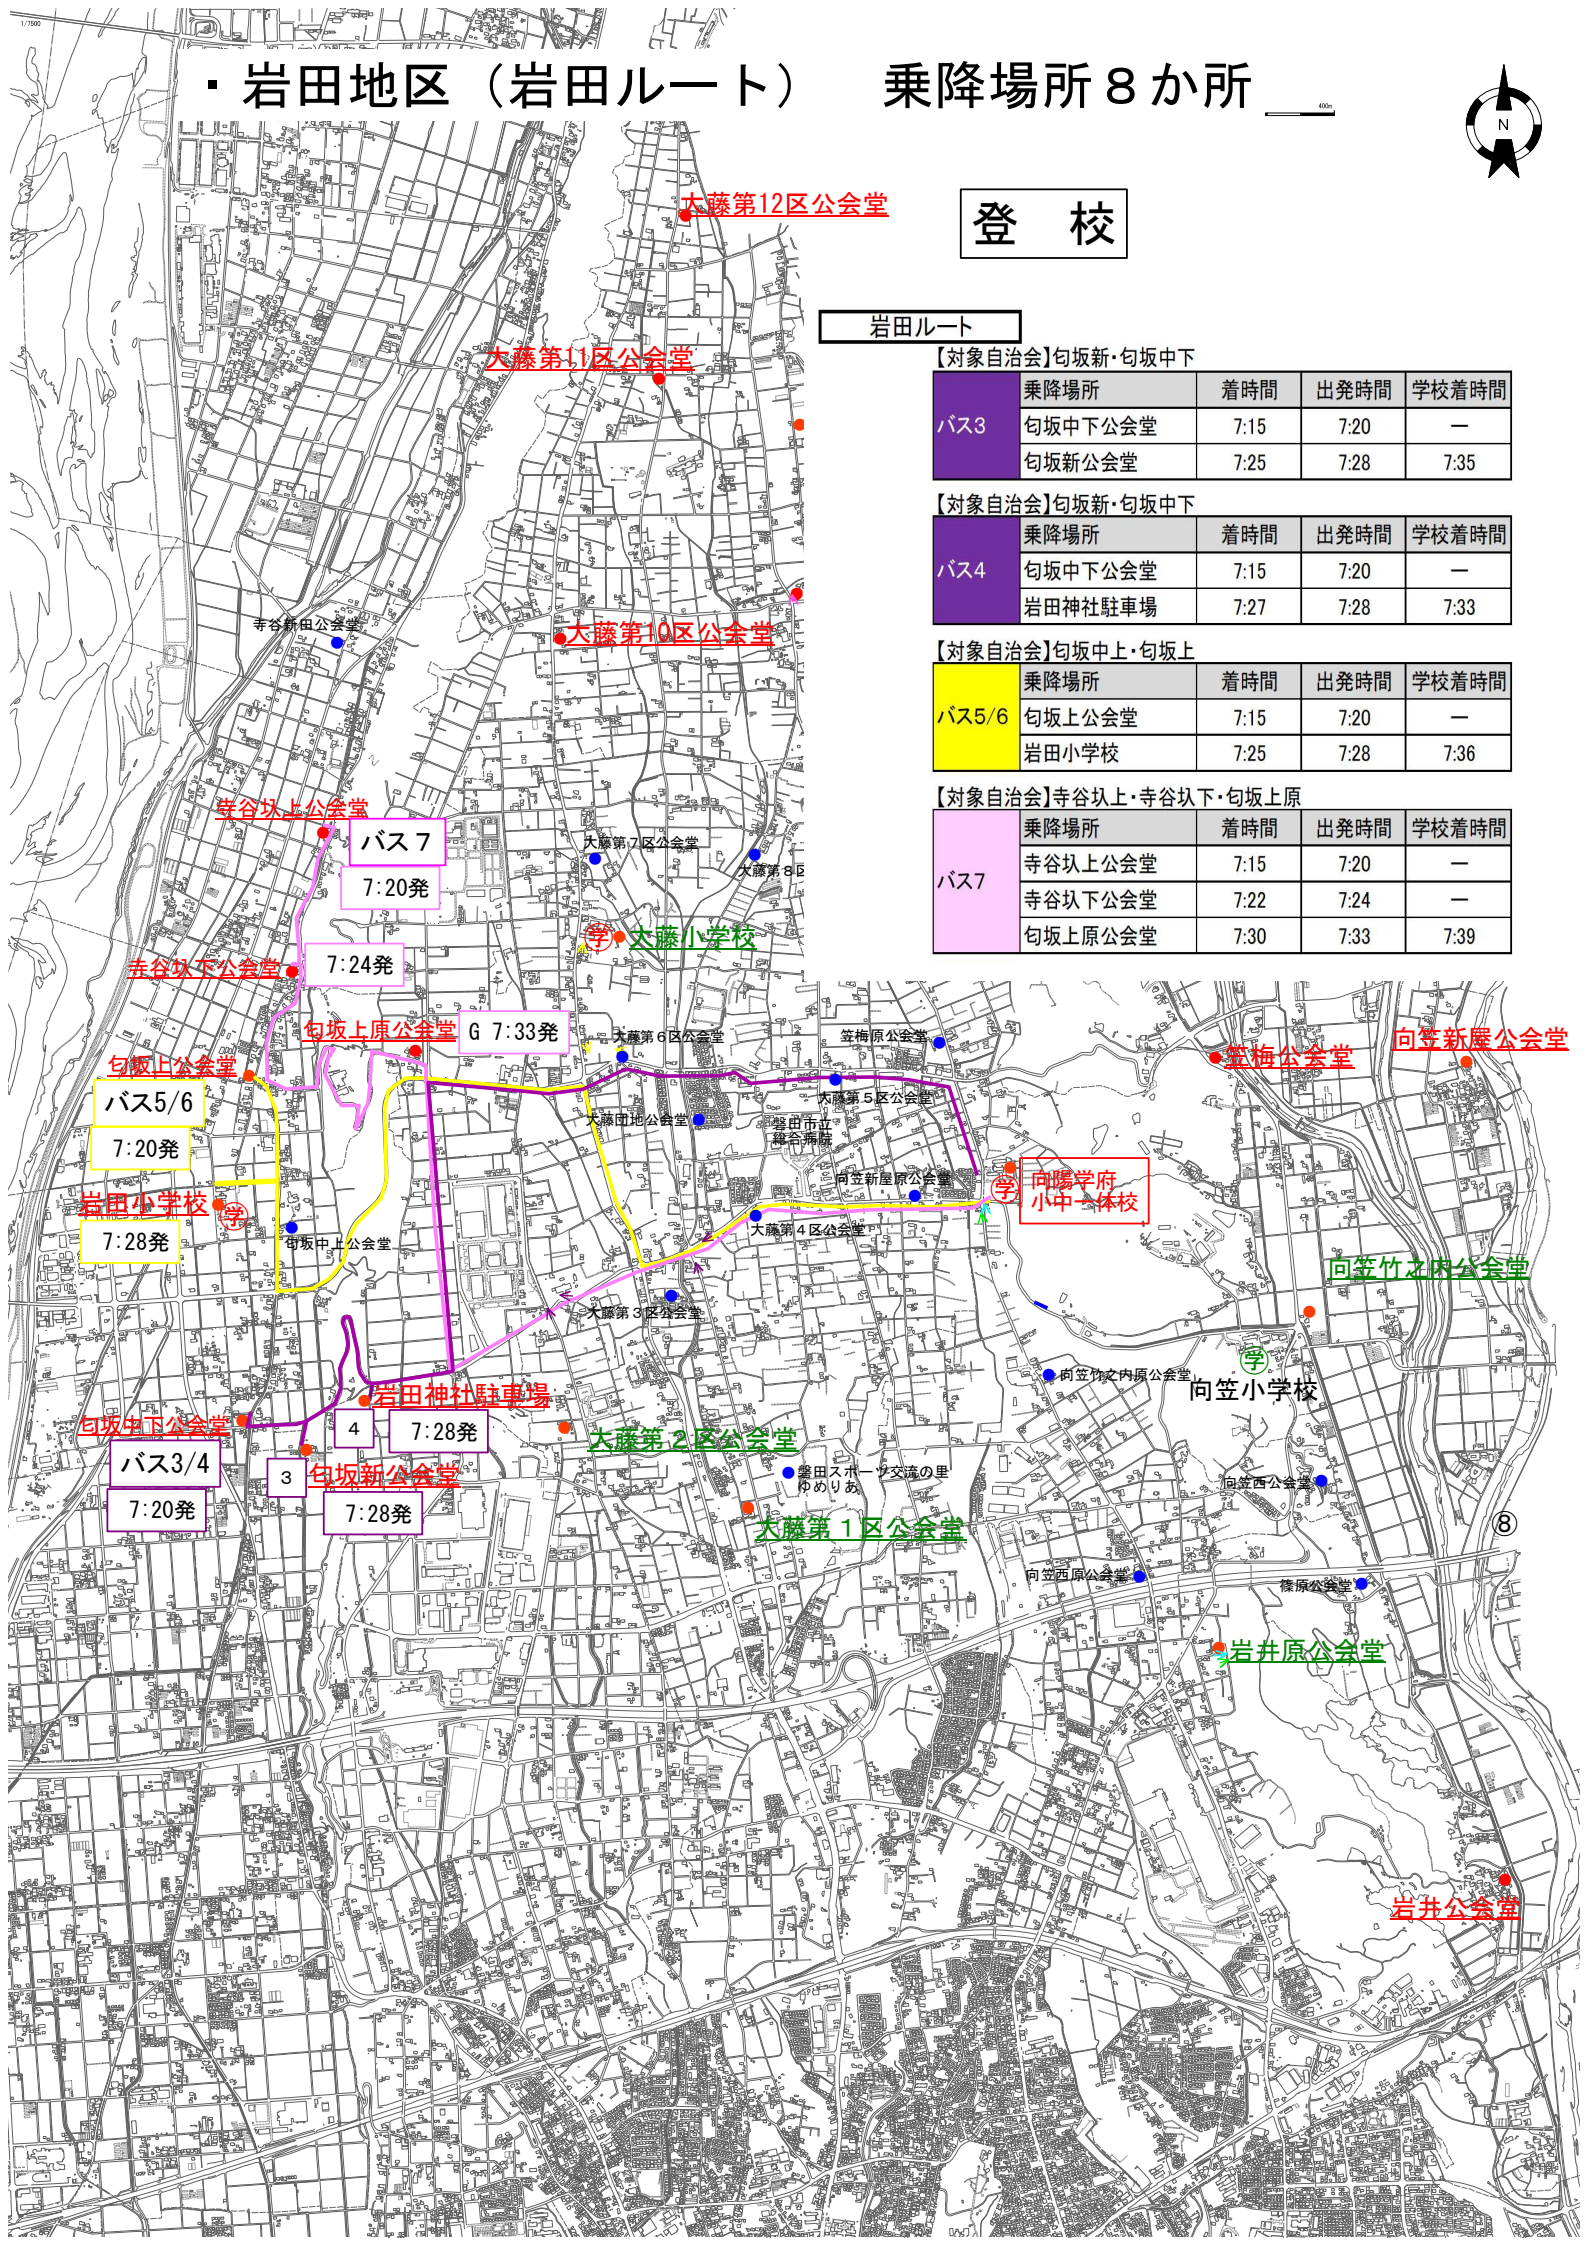 1/7500
・岩田地区（岩田ルート）　乗降場所８か所
400m
N
登　校
岩田ルート
【対象自治会】匂坂新・匂坂中下
バス3
乗降場所 着時間 出発時間 学校着時間
匂坂中下公会堂 7:15 7:20 ―
匂坂新公会堂 7:25 7:28 7:35
【対象自治会】匂坂新・匂坂中下
バス4
乗降場所 着時間 出発時間 学校着時間
匂坂中下公会堂 7:15 7:20 ―
岩田神社駐車場 7:27 7:28 7:33
【対象自治会】匂坂中上・匂坂上
バス5/6
乗降場所 着時間 出発時間 学校着時間
匂坂上公会堂 7:15 7:20 ―
岩田小学校 7:25 7:28 7:36
【対象自治会】寺谷圦上・寺谷圦下・匂坂上原
バス7
乗降場所 着時間 出発時間 学校着時間
寺谷圦上公会堂 7:15 7:20 ―
寺谷圦下公会堂 7:22 7:24 ―
匂坂上原公会堂 7:30 7:33 7:39
大藤第12区公会堂
大藤第11区公会堂
寺谷新田公会堂
大藤第10区公会堂
寺谷圦上公会堂
バス７
7:20発
大藤第７区公会堂
大藤第８区
学
大藤小学校
寺谷圦下公会堂
7:24発
匂坂上原公会堂
G 7:33発
大藤第６区公会堂
笠梅原公会堂
笠梅公会堂
向笠新屋公会堂
匂坂上公会堂
バス5/6
7:20発
大藤団地公会堂
大藤第５区公会堂
磐田市立
総合病院
向笠新屋原公会堂
学
向陽学府
小中一体校
岩田小学校
学
7:28発
匂坂中上公会堂
大藤第４区公会堂
向笠竹之内公会堂
大藤第３区公会堂
学
向笠小学校
向笠竹之内原公会堂
岩田神社駐車場
4
7:28発
匂坂中下公会堂
バス3/4
7:20発
3
匂坂新公会堂
7:28発
大藤第２区公会堂
磐田スポーツ交流の里
ゆめりあ
向笠西公会堂
大藤第１区公会堂
⑧
向笠西原公会堂
篠原公会堂
岩井原公会堂
岩井公会堂